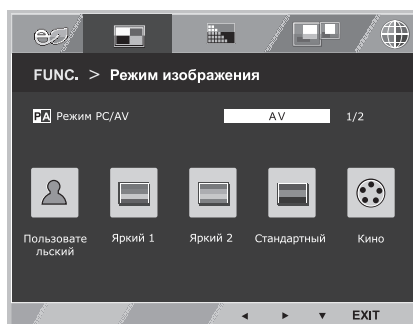 FUNC. > Режим изображения
PA Режим PC/AV AV 1/2
Пользовате
льский Яркий 1 Яркий 2 Стандартный Кино
EXIT